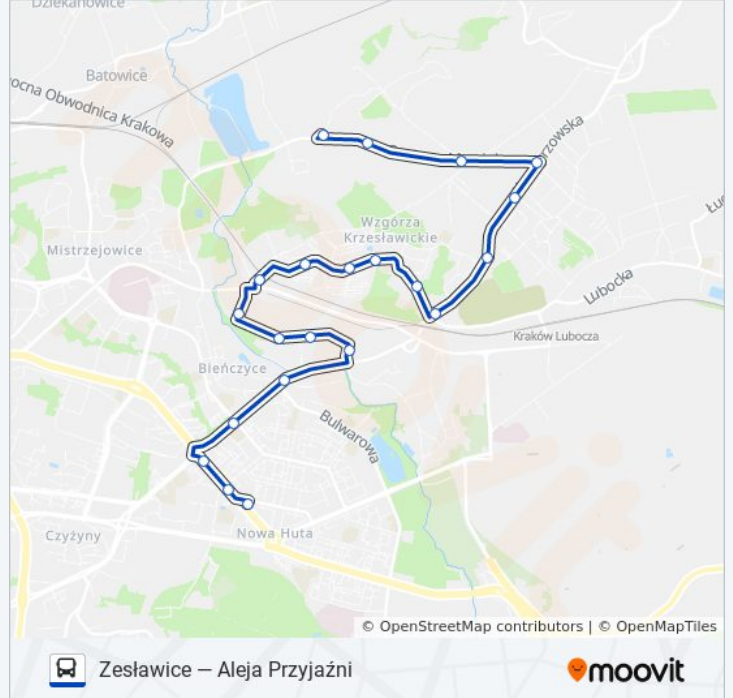 Dziekanowice
Batowice
ocna Obwodnica Krakowa
rzowska
Wzgórza
Krzesławickie
Mistrzejowice
Łuc
Lubocka
Kraków Lubocza
Bieńczyce
Bulwarowa
Czyżyny
Nowa Huta
© OpenStreetMap contributors | © OpenMapTiles
Zesławice — Aleja Przyjaźni
moovit